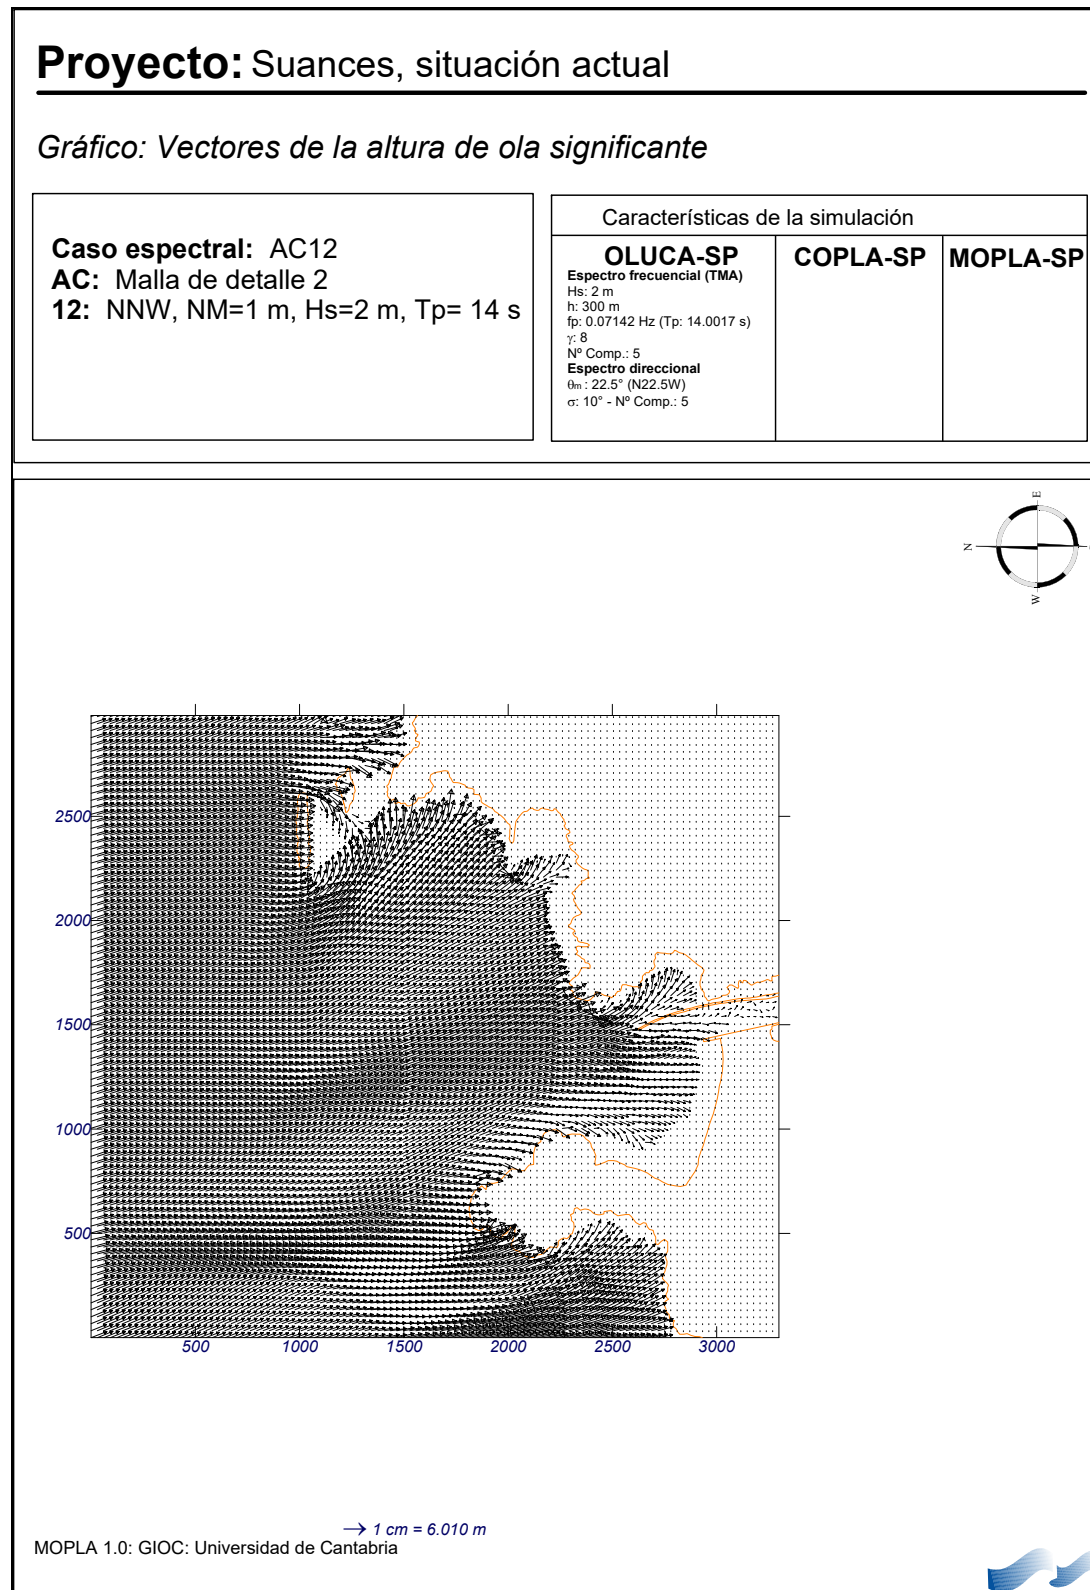 Proyecto: Suances, situación actual
Gráfico: Vectores de la altura de ola significante
Caso espectral: AC12
AC: Malla de detalle 2
12: NNW, NM=1 m, Hs=2 m, Tp= 14 s
Características de la simulación
OLUCA-SP
Espectro frecuencial (TMA)
Hs: 2 m
h: 300 m
fp: 0.07142 Hz (Tp: 14.0017 s)
γ: 8
Nº Comp.: 5
Espectro direccional
θm : 22.5° (N22.5W)
σ: 10° - Nº Comp.: 5
COPLA-SP
MOPLA-SP
E
N
W
2500
2000
1500
1000
500
500 1000 1500 2000 2500 3000
1 cm = 6.010 m
MOPLA 1.0: GIOC: Universidad de Cantabria